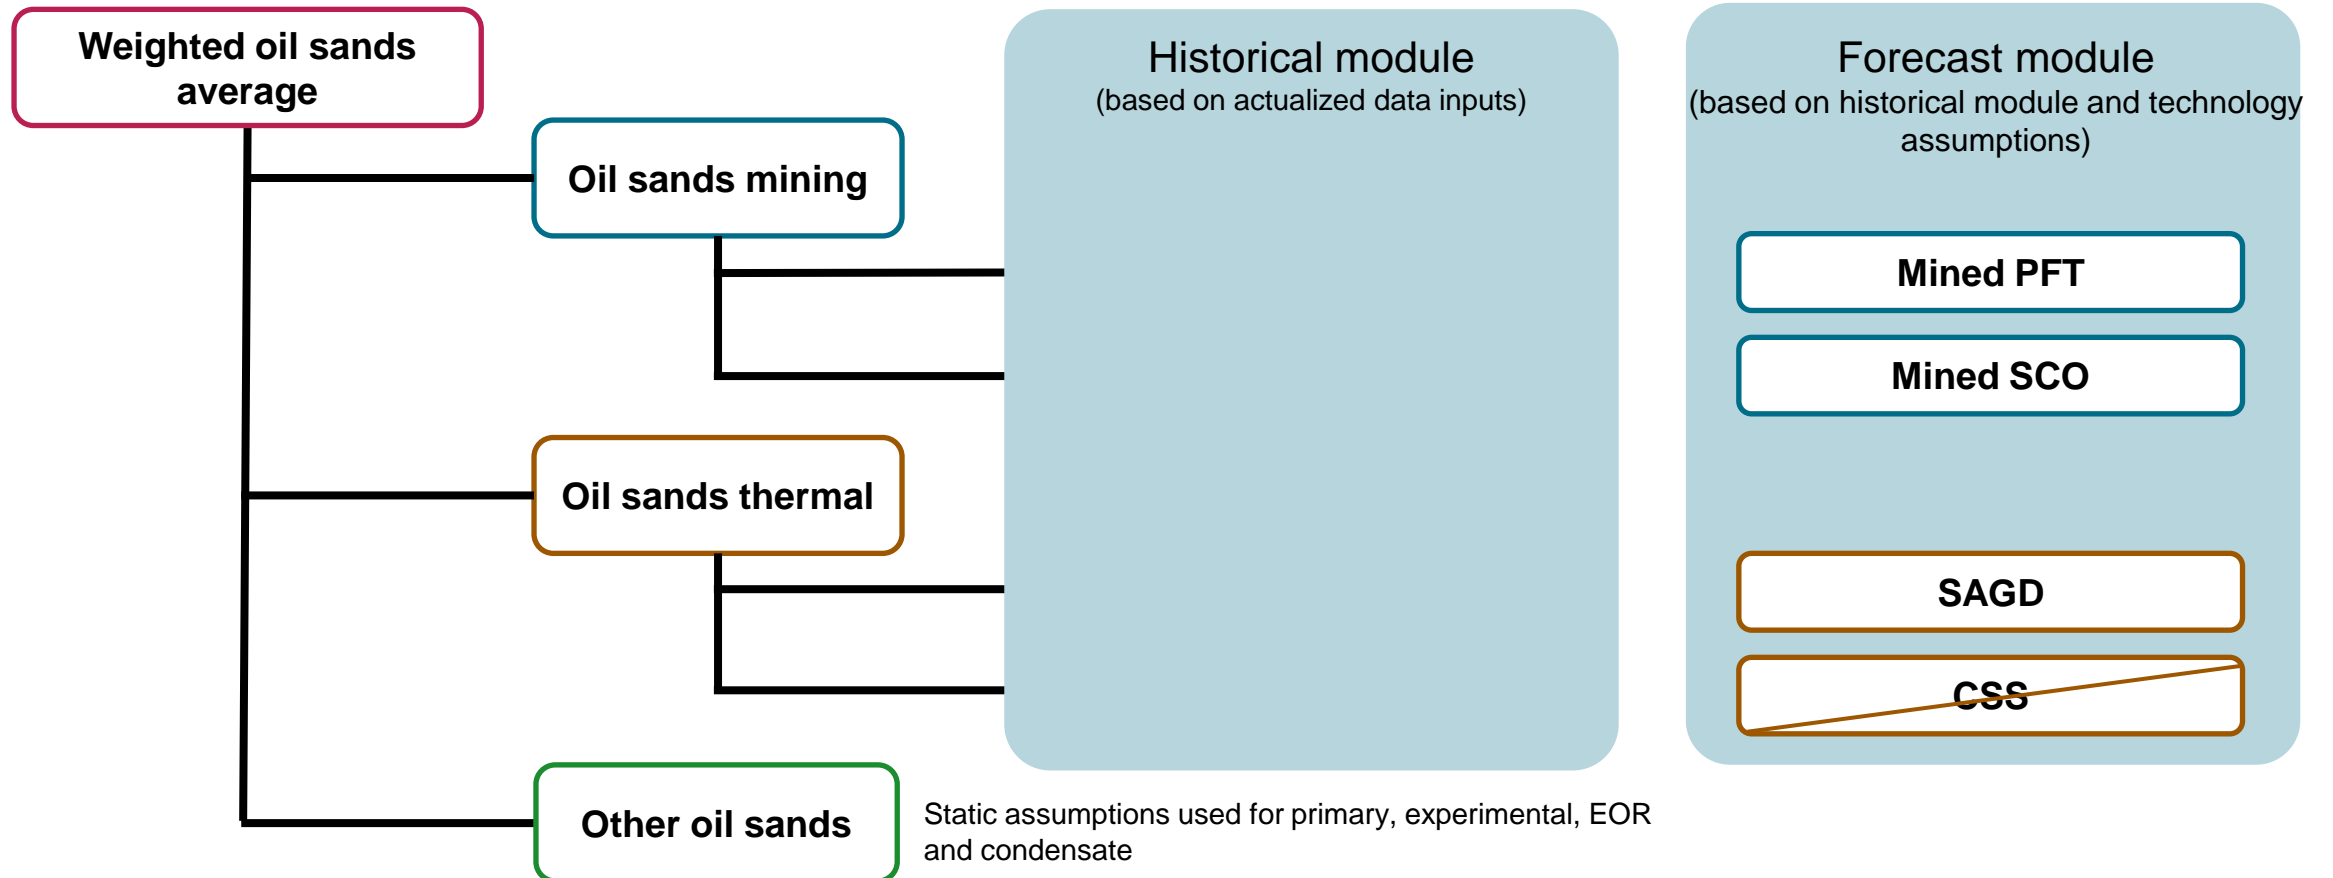 Weighted oil sands
average
Historical module
(based on actualized data inputs)
Forecast module
(based on historical module and technology
assumptions)
Oil sands mining
Mined PFT
Mined SCO
Oil sands thermal
SAGD
CSS
Other oil sands
Static assumptions used for primary, experimental, EOR
and condensate